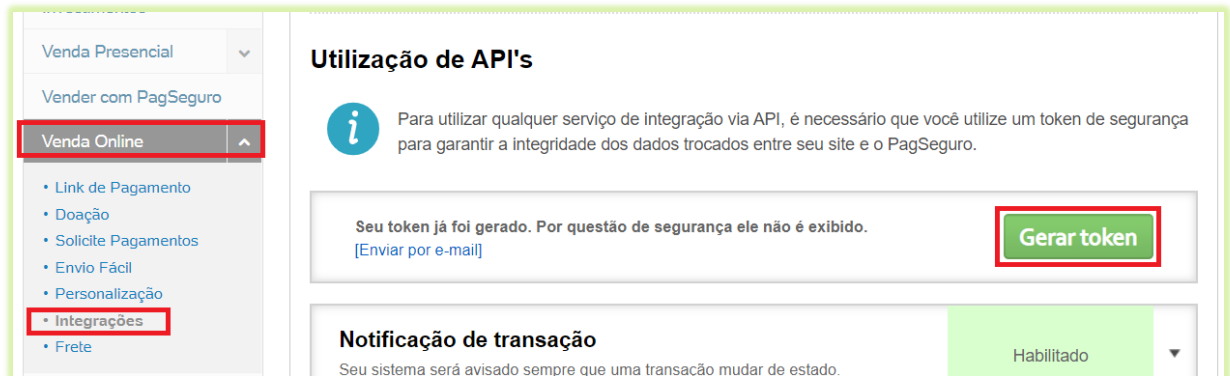 Venda Presencial
Vender com PagSeguro
Venda Online
• Link de Pagamento
• Doação
• Solicite Pagamentos
• Envio Fácil
• Personalização
• Integrações
• Frete
Utilização de API's
Para utilizar qualquer serviço de integração via API, é necessário que você utilize um token de segurança
para garantir a integridade dos dados trocados entre seu site e o PagSeguro.
Seu token já foi gerado. Por questão de segurança ele não é exibido.
[Enviar por e-mail]
Gerar token
Notificação de transação
Seu sistema será avisado sempre que uma transação mudar de estado.
Habilitado